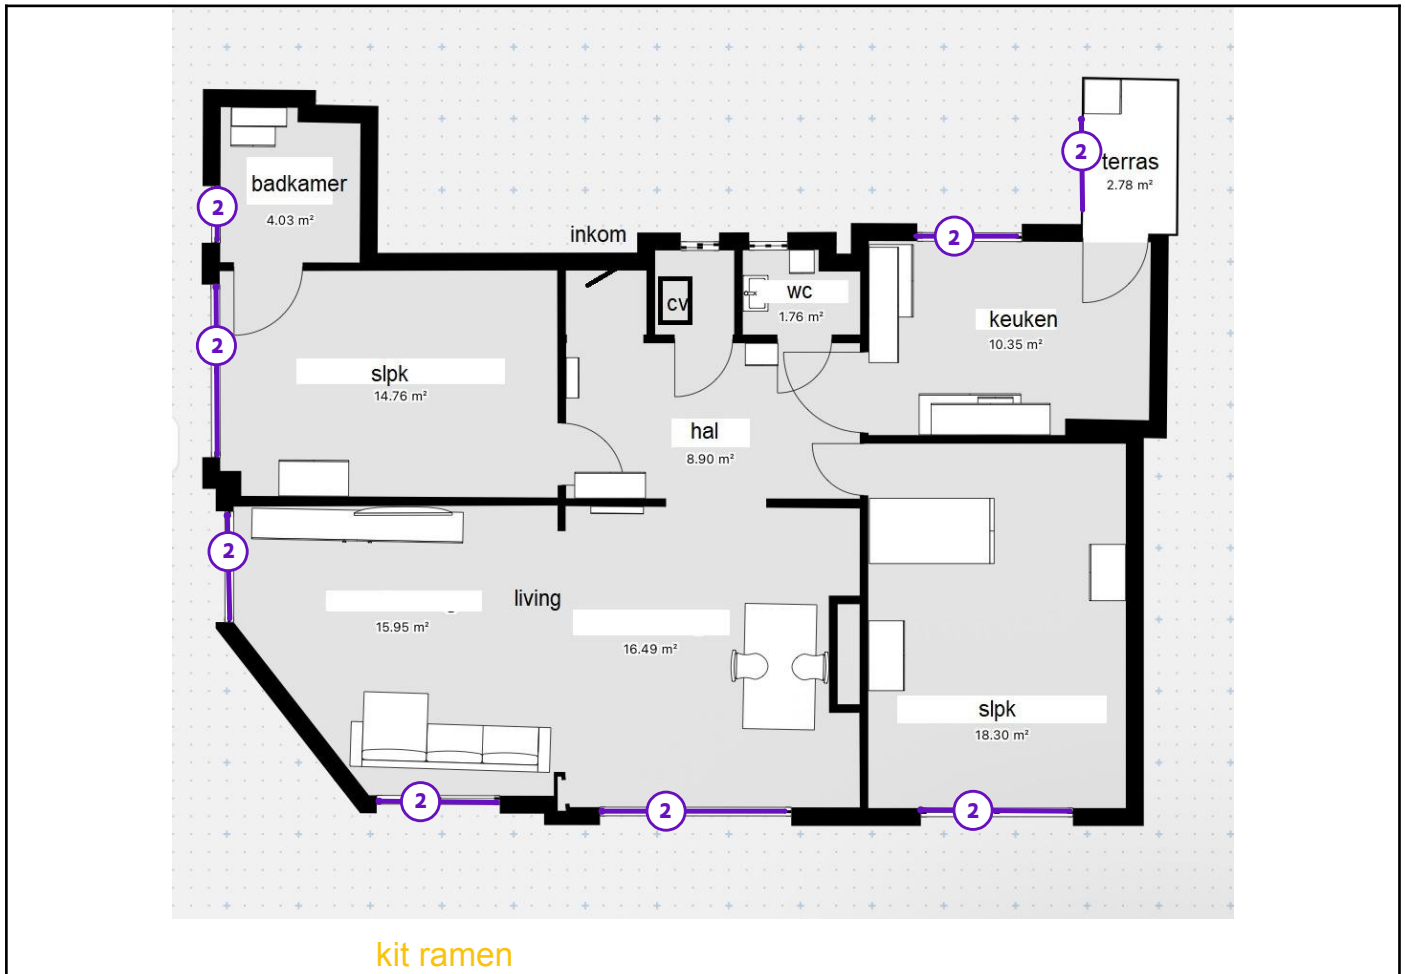 terras
2.78 m²
2
badkamer
4.03 m²
2
inkom
2
cv
wc
1.76 m²
keuken
10.35 m²
2
slpk
14.76 m²
hal
8.90 m²
2
living
15.95 m²
16.49 m²
slpk
18.30 m²
2
2
2
kit ramen